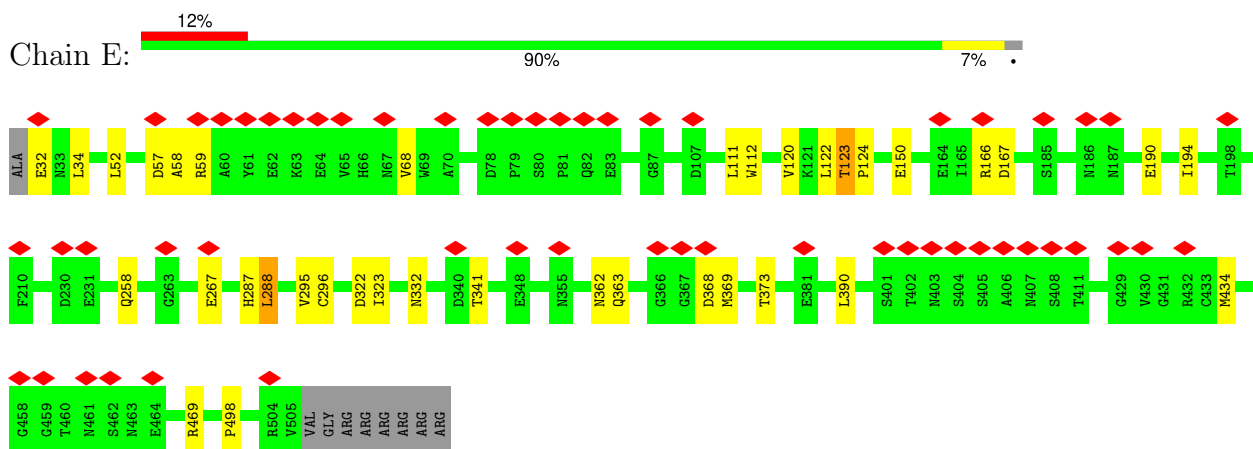 12%
Chain E:
90% 7% •
ALA E32 N33 L34 L52 D57 A58 R59 A60 Y61 E62 K63 E64 V65 H66 N67 V68 W69 A70 D78 P79 S80 P81 Q82 E83 G87 D107 L111 W112 V120 K121 L122 T123 P124 E150 E164 I165 R166 D167 S185 N186 N187 E190 I194 T198
F210 D230 E231 Q258 G263 E267 H287 L288 V295 C296 D322 I323 N332 D340 T341 E348 N355 N362 Q363 G366 G367 D368 M369 T373 E381 L390 S401 T402 N403 S404 S405 A406 N407 S408 T411 G429 V430 G431 R432 C433 M434
G458 G459 T460 N461 S462 N463 E464 R469 P498 R504 V505 VAL GLY ARG ARG ARG ARG ARG